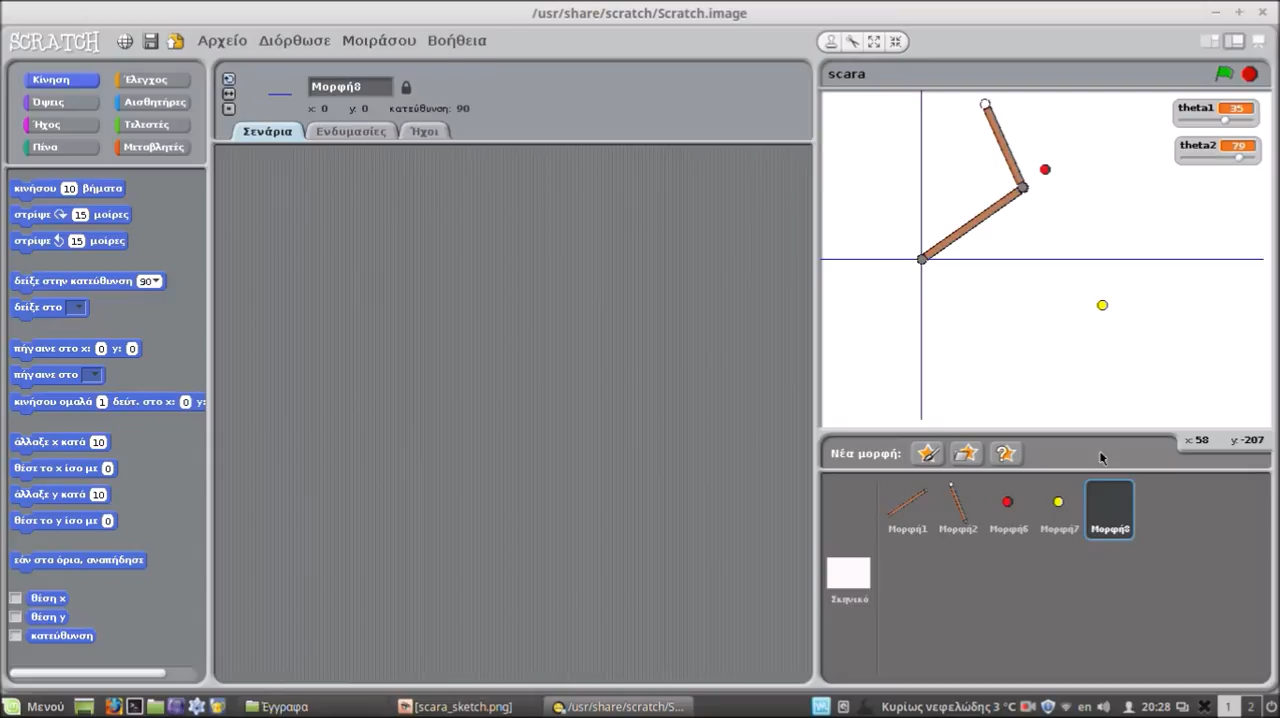 /usr/share/scratch/Scratch.image
SCRATCH
Αρχείο Διόρθωσε Μοιράσου Βοήθεια
Κίνηση
Έλεγχος
Όψεις
Αισθητήρες
Ήχος
Τελεστές
Πένα
Μεταβλητές
Μορφή8
x: 0 y: 0 κατεύθυνση: 90
Σενάρια Ενδυμασίες Ήχοι
κινήσου 10 βήματα
στρίψε 15 μοίρες
στρίψε 15 μοίρες
δείξε στην κατεύθυνση 90
δείξε στο
πήγαινε στο x: 0 y: 0
πήγαινε στο
κινήσου ομαλά 1 δεύτ. στο x: 0 y:
άλλαξε x κατά 10
θέσε το x ίσο με 0
άλλαξε y κατά 10
θέσε το y ίσο με 0
εάν στα όρια, αναπήδησε
θέση x
θέση y
κατεύθυνση
scara
theta1 35
theta2 79
x: 58 y: -207
Νέα μορφή:
Μορφή1 Μορφή2 Μορφή6 Μορφή7 Μορφή8
Σκηνικό
Μενού
Έγγραφα
[scara_sketch.png]
/usr/share/scratch/S...
Κυρίως νεφελώδης 3 °C
en
20:28
1 2